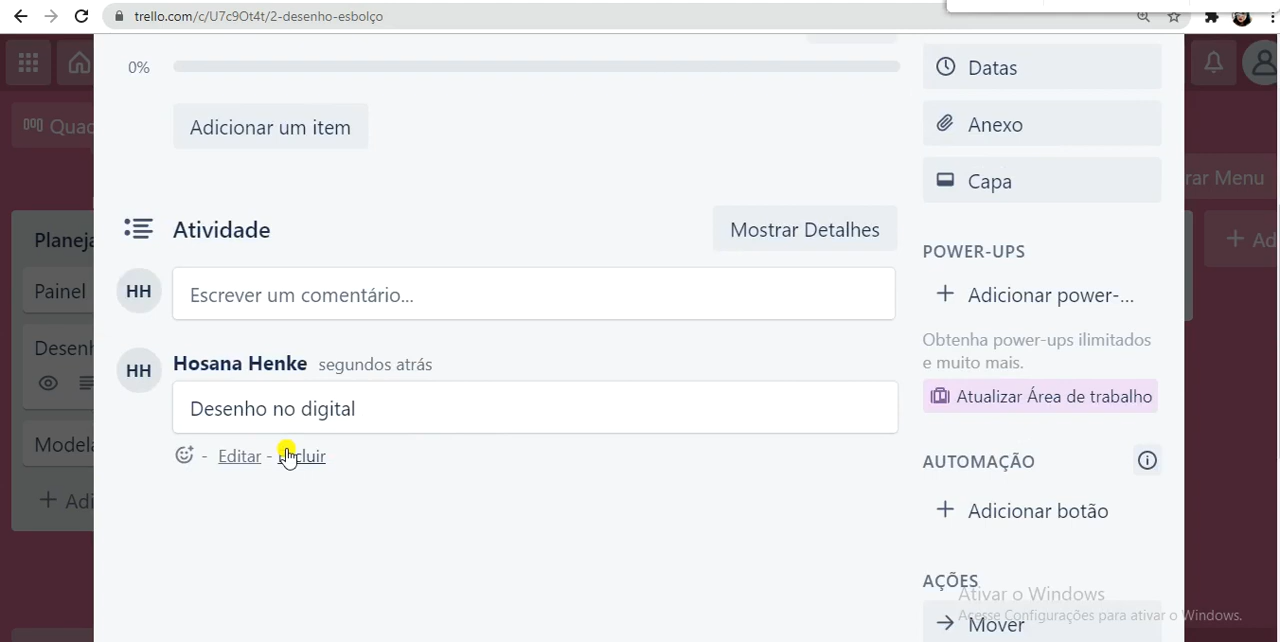 trello.com/c/U7c9Ot4t/2-desenho-esbolço
0%
Adicionar um item
Atividade
Mostrar Detalhes
HH
Escrever um comentário...
HH
Hosana Henke segundos atrás
Desenho no digital
- Editar -
Datas
Anexo
Capa
POWER-UPS
+ Adicionar power-...
Obtenha power-ups ilimitados
e muito mais.
Atualizar Área de trabalho
AUTOMAÇÃO
+ Adicionar botão
AÇÕES
→ Mover
Ativar o Windows
Acesse Configurações para ativar o Windows.
Quad
Planeja
Painel
Desenh
Modela
+ Adi
rar Menu
+ Ad